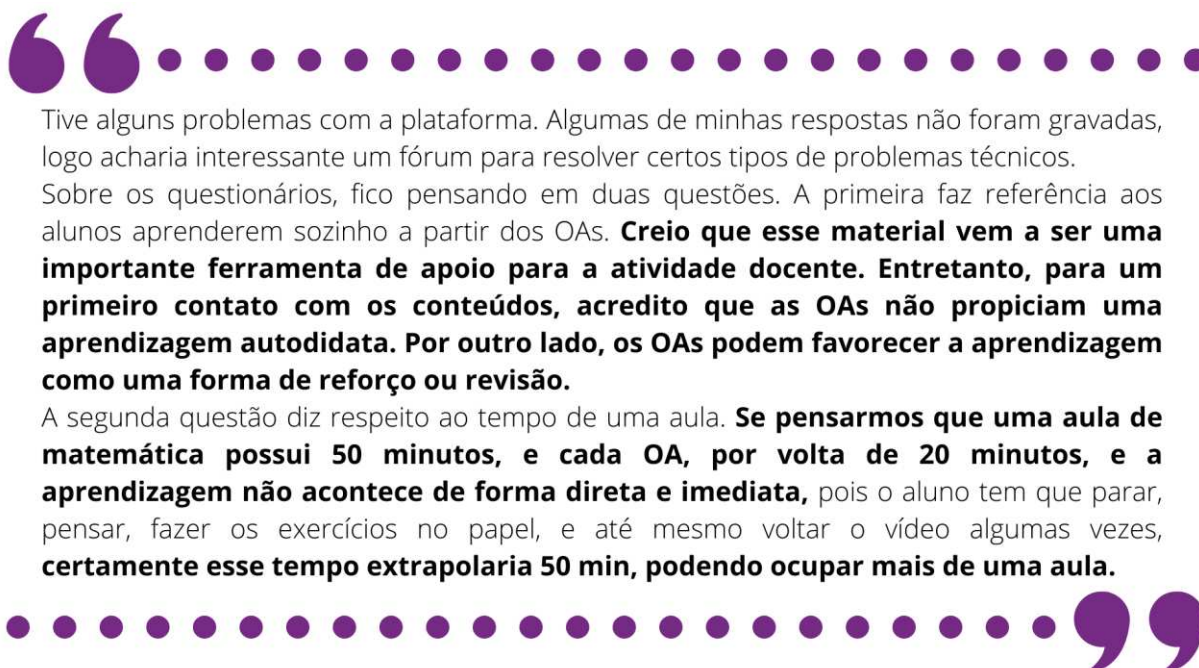 Tive alguns problemas com a plataforma. Algumas de minhas respostas não foram gravadas,
logo acharia interessante um fórum para resolver certos tipos de problemas técnicos.
Sobre os questionários, fico pensando em duas questões. A primeira faz referência aos
alunos aprenderem sozinho a partir dos OAs. Creio que esse material vem a ser uma
importante ferramenta de apoio para a atividade docente. Entretanto, para um
primeiro contato com os conteúdos, acredito que as OAs não propiciam uma
aprendizagem autodidata. Por outro lado, os OAs podem favorecer a aprendizagem
como uma forma de reforço ou revisão.
A segunda questão diz respeito ao tempo de uma aula. Se pensarmos que uma aula de
matemática possui 50 minutos, e cada OA, por volta de 20 minutos, e a
aprendizagem não acontece de forma direta e imediata, pois o aluno tem que parar,
pensar, fazer os exercícios no papel, e até mesmo voltar o vídeo algumas vezes,
certamente esse tempo extrapolaria 50 min, podendo ocupar mais de uma aula.